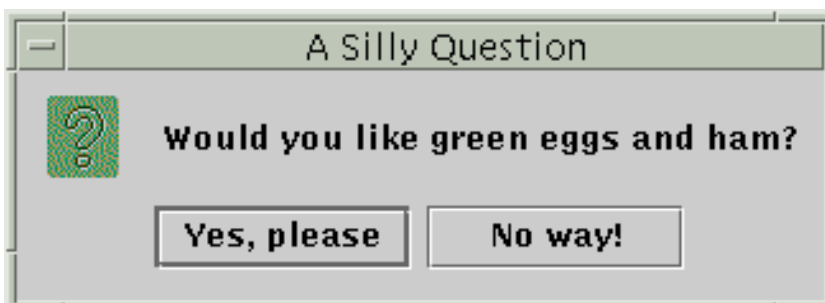 A Silly Question
Would you like green eggs and ham?
Yes, please No way!